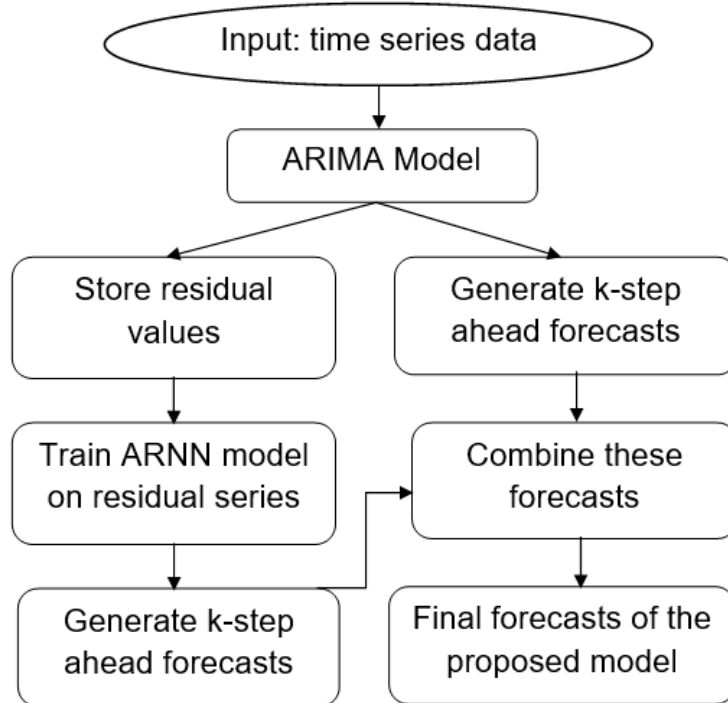 Input: time series data
ARIMA Model
Store residual
values
Generate k-step
ahead forecasts
Train ARNN model
on residual series
Combine these
forecasts
Generate k-step
ahead forecasts
Final forecasts of the
proposed model